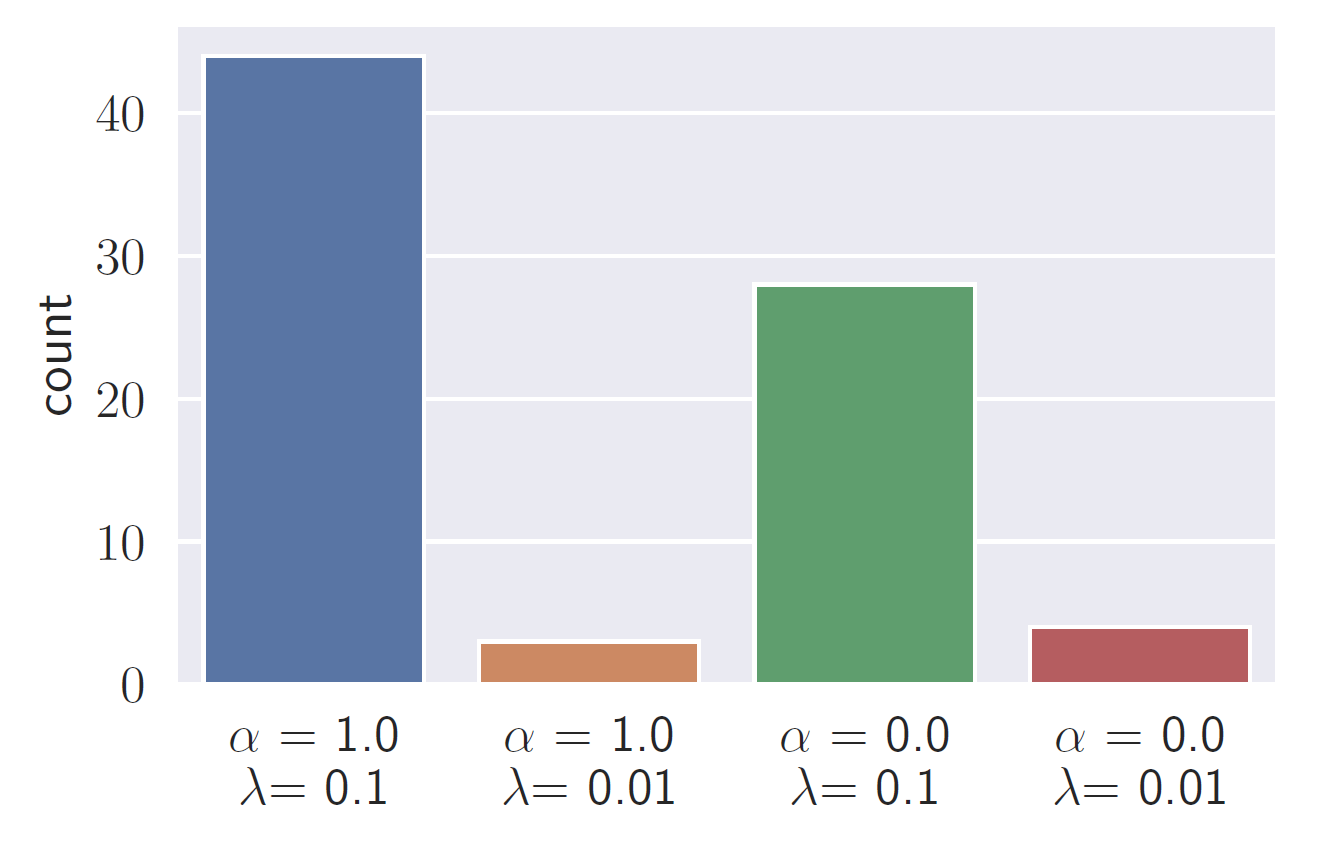 count
40
30
20
10
0
α = 1.0
λ= 0.1
α = 1.0
λ= 0.01
α = 0.0
λ= 0.1
α = 0.0
λ= 0.01